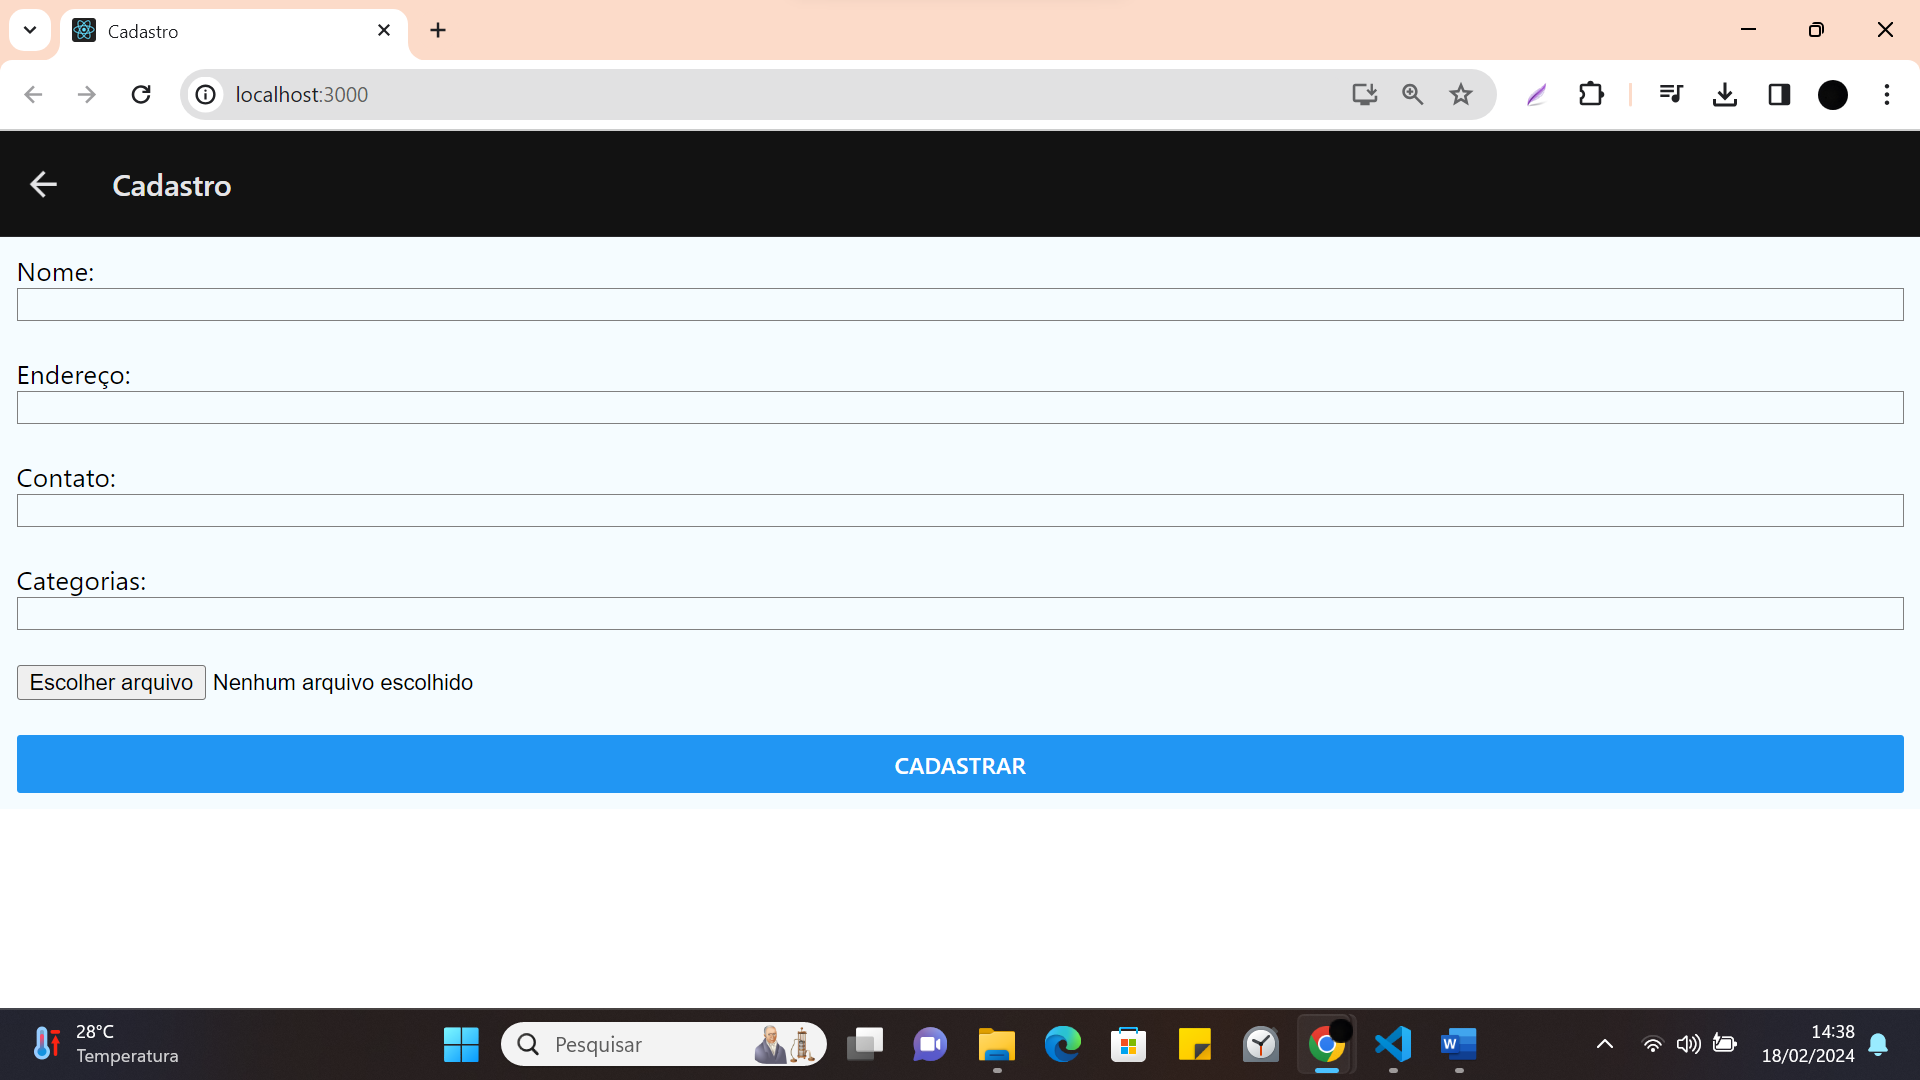 Cadastro
localhost:3000
Cadastro
Nome:
Endereço:
Contato:
Categorias:
Escolher arquivo Nenhum arquivo escolhido
CADASTRAR
28°C
Temperatura
Pesquisar
W
14:38
18/02/2024